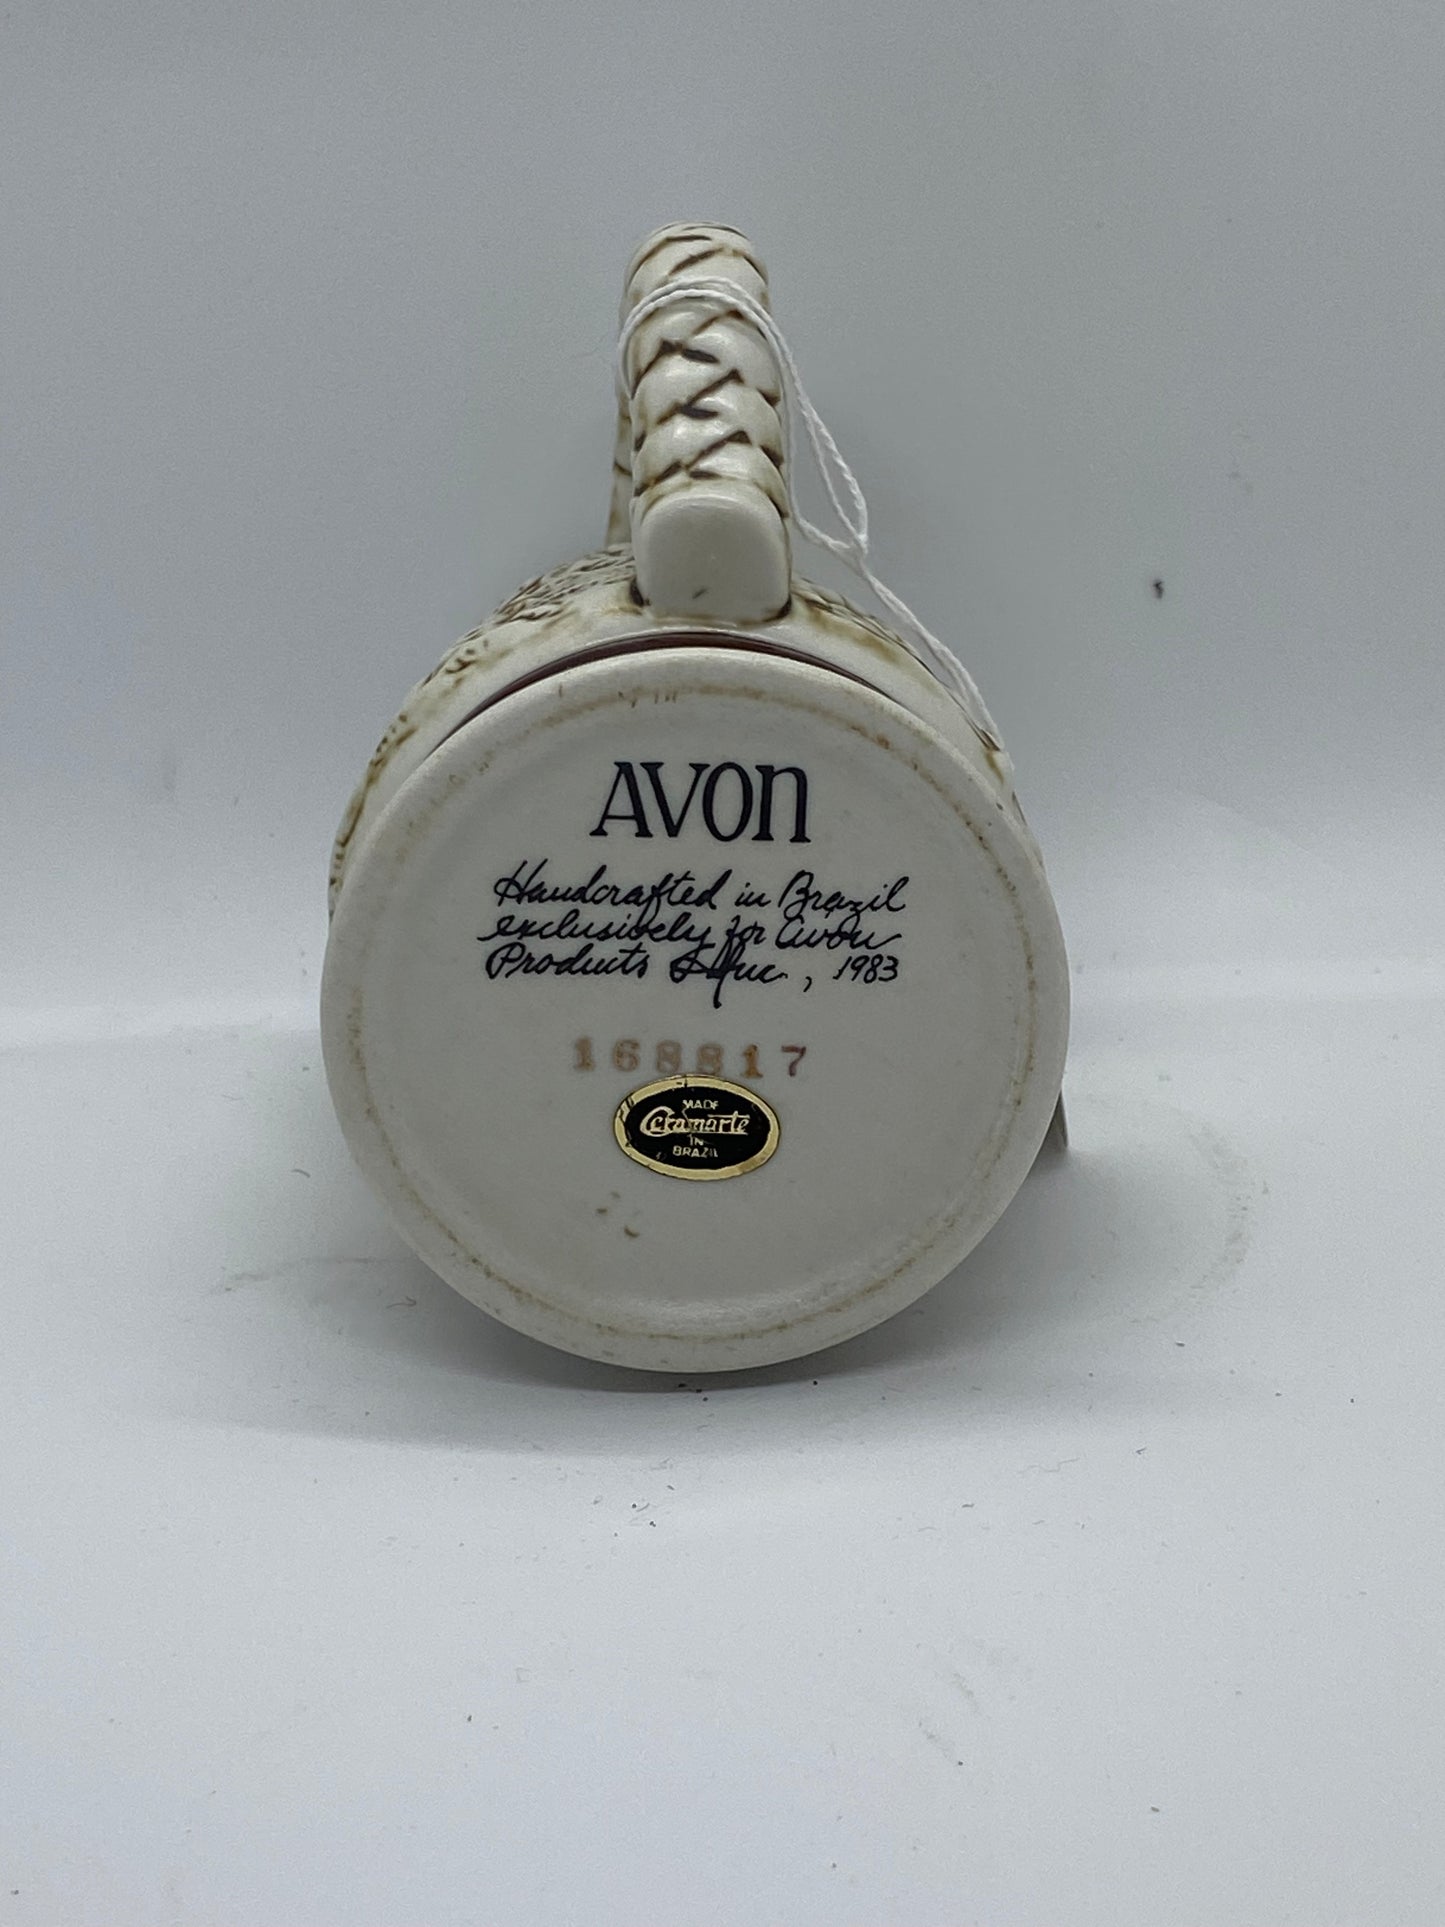 AVON
Handcrafted in Brazil
exclusively for Avon
Products Inc., 1983
168817
MADE
Ceramarte
IN
BRAZIL